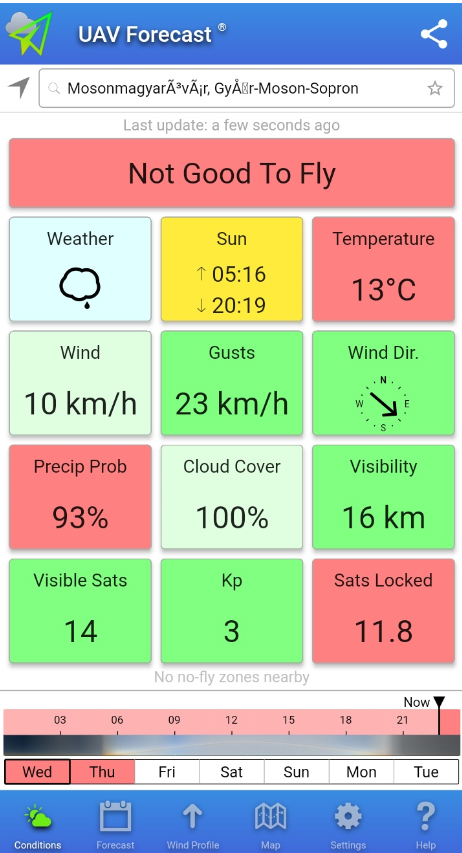 UAV Forecast ®
MosonmagyarÃ³vÃ¡r, GyÅ‘r-Moson-Sopron
Last update: a few seconds ago
Not Good To Fly
Weather Sun Temperature
↑ 05:16
↓ 20:19
13°C
Wind Gusts Wind Dir.
10 km/h 23 km/h
N
W E
S
Precip Prob Cloud Cover Visibility
93% 100% 16 km
Visible Sats Kp Sats Locked
14 3 11.8
No no-fly zones nearby
Now
03 06 09 12 15 18 21
Wed Thu Fri Sat Sun Mon Tue
Conditions Forecast Wind Profile Map Settings Help